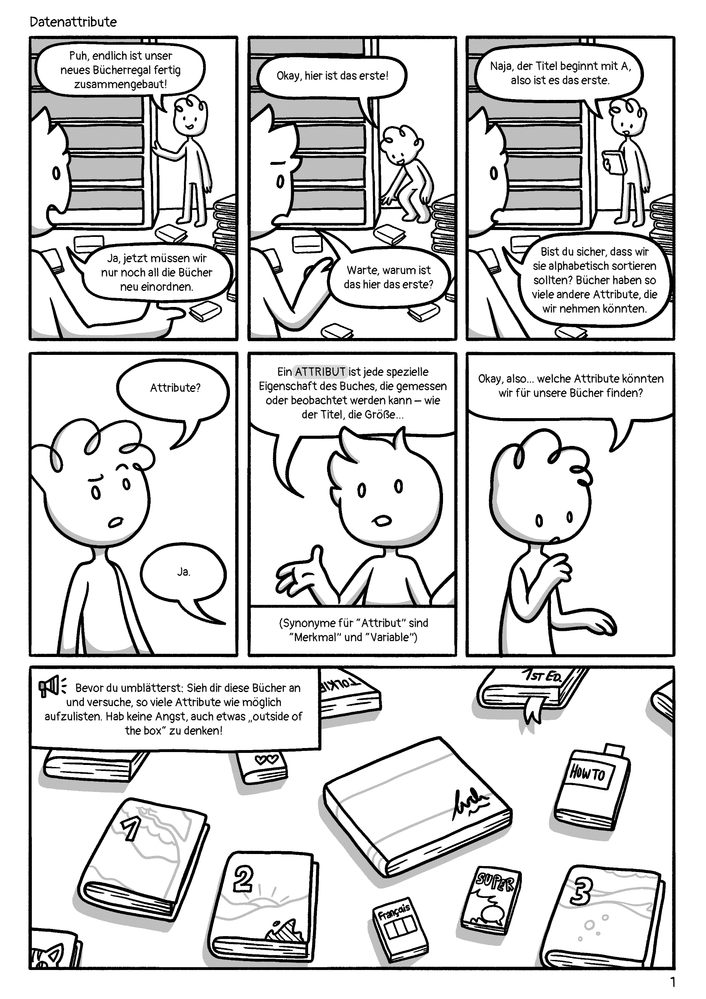 Datenattribute
Puh, endlich ist unser
neues Bücherregal fertig
zusammengebaut!
Ja, jetzt müssen wir
nur noch all die Bücher
neu einordnen.
Okay, hier ist das erste!
Warte, warum ist
das hier das erste?
Naja, der Titel beginnt mit A,
also ist es das erste.
Bist du sicher, dass wir
sie alphabetisch sortieren
sollten? Bücher haben so
viele andere Attribute, die
wir nehmen könnten.
Attribute?
Ja.
Ein ATTRIBUT ist jede spezielle
Eigenschaft des Buches, die gemessen
oder beobachtet werden kann – wie
der Titel, die Größe...
(Synonyme für “Attribut” sind
“Merkmal” und “Variable”)
Okay, also... welche Attribute könnten
wir für unsere Bücher finden?
Bevor du umblätterst: Sieh dir diese Bücher an
und versuche, so viele Attribute wie möglich
aufzulisten. Hab keine Angst, auch etwas „outside of
the box“ zu denken!
TOLKIE
1ST ED.
HOW TO
1
2
SUPER
3
Français
1